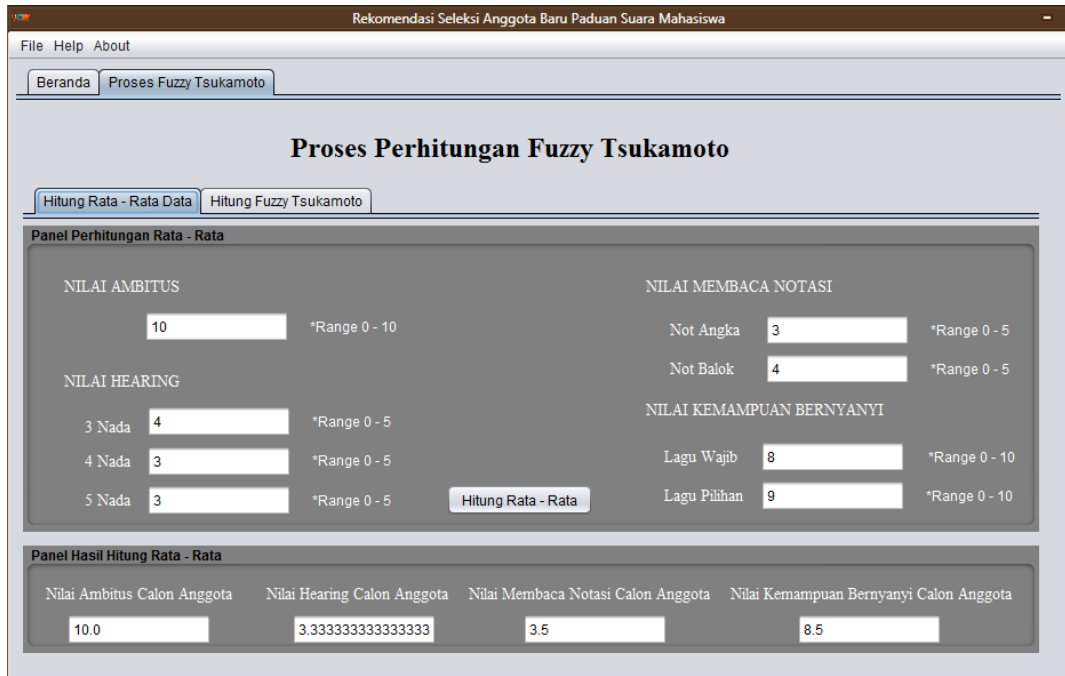 Rekomendasi Seleksi Anggota Baru Paduan Suara Mahasiswa
File Help About
Beranda Proses Fuzzy Tsukamoto
Proses Perhitungan Fuzzy Tsukamoto
Hitung Rata - Rata Data Hitung Fuzzy Tsukamoto
Panel Perhitungan Rata - Rata
NILAI AMBITUS
10 *Range 0 - 10
NILAI HEARING
3 Nada 4 *Range 0 - 5
4 Nada 3 *Range 0 - 5
5 Nada 3 *Range 0 - 5
Hitung Rata - Rata
NILAI MEMBACA NOTASI
Not Angka 3 *Range 0 - 5
Not Balok 4 *Range 0 - 5
NILAI KEMAMPUAN BERNYANYI
Lagu Wajib 8 *Range 0 - 10
Lagu Pilihan 9 *Range 0 - 10
Panel Hasil Hitung Rata - Rata
Nilai Ambitus Calon Anggota Nilai Hearing Calon Anggota Nilai Membaca Notasi Calon Anggota Nilai Kemampuan Bernyanyi Calon Anggota
10.0 3.333333333333333 3.5 8.5